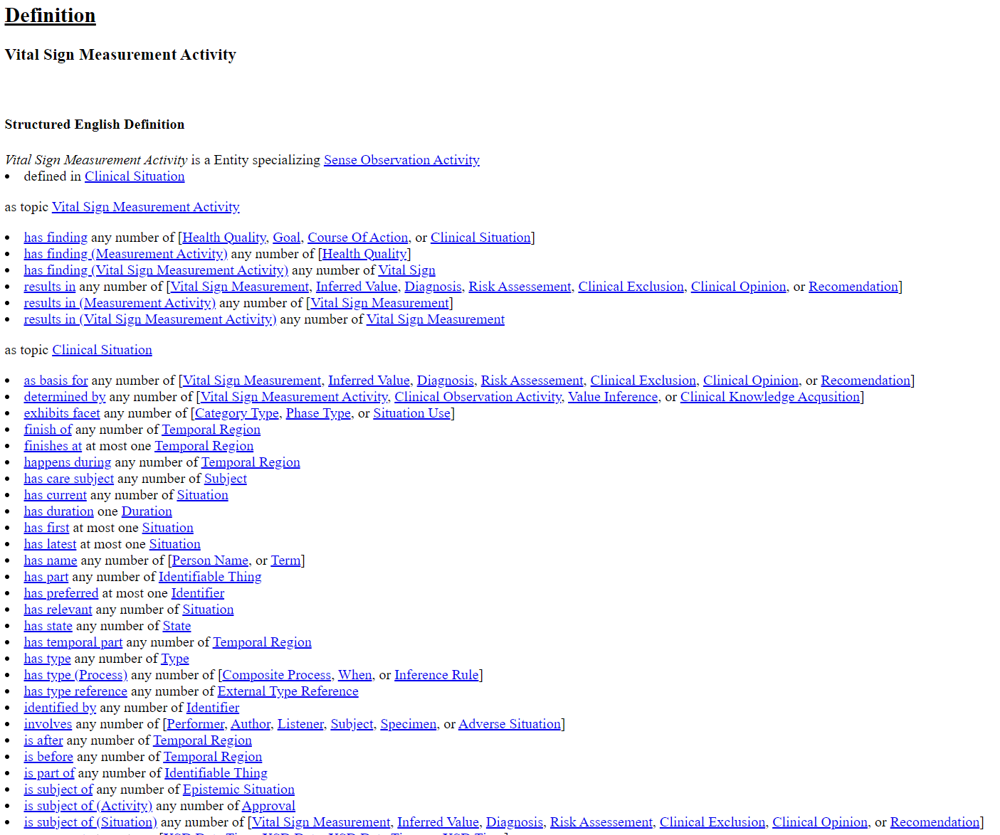 Definition
Vital Sign Measurement Activity
Structured English Definition
Vital Sign Measurement Activity is a Entity specializing Sense Observation Activity
• defined in Clinical Situation
as topic Vital Sign Measurement Activity
• has finding any number of [Health Quality, Goal, Course Of Action, or Clinical Situation]
• has finding (Measurement Activity) any number of [Health Quality]
• has finding (Vital Sign Measurement Activity) any number of Vital Sign
• results in any number of [Vital Sign Measurement, Inferred Value, Diagnosis, Risk Assessement, Clinical Exclusion, Clinical Opinion, or Recomendation]
• results in (Measurement Activity) any number of [Vital Sign Measurement]
• results in (Vital Sign Measurement Activity) any number of Vital Sign Measurement
as topic Clinical Situation
• as basis for any number of [Vital Sign Measurement, Inferred Value, Diagnosis, Risk Assessement, Clinical Exclusion, Clinical Opinion, or Recomendation]
• determined by any number of [Vital Sign Measurement Activity, Clinical Observation Activity, Value Inference, or Clinical Knowledge Acqusition]
• exhibits facet any number of [Category Type, Phase Type, or Situation Use]
• finish of any number of Temporal Region
• finishes at at most one Temporal Region
• happens during any number of Temporal Region
• has care subject any number of Subject
• has current any number of Situation
• has duration one Duration
• has first at most one Situation
• has latest at most one Situation
• has name any number of [Person Name, or Term]
• has part any number of Identifiable Thing
• has preferred at most one Identifier
• has relevant any number of Situation
• has state any number of State
• has temporal part any number of Temporal Region
• has type any number of Type
• has type (Process) any number of [Composite Process, When, or Inference Rule]
• has type reference any number of External Type Reference
• identified by any number of Identifier
• involves any number of [Performer, Author, Listener, Subject, Specimen, or Adverse Situation]
• is after any number of Temporal Region
• is before any number of Temporal Region
• is part of any number of Identifiable Thing
• is subject of any number of Epistemic Situation
• is subject of (Activity) any number of Approval
• is subject of (Situation) any number of [Vital Sign Measurement, Inferred Value, Diagnosis, Risk Assessement, Clinical Exclusion, Clinical Opinion, or Recomendation]